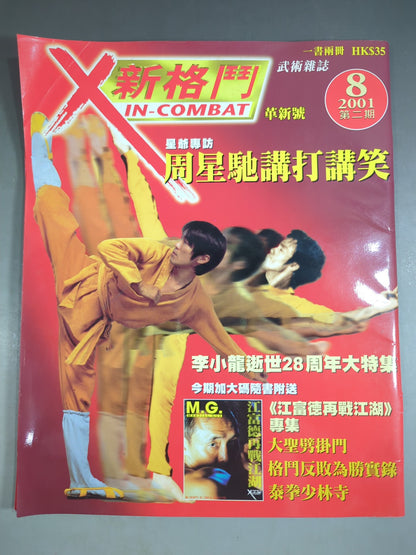 一書兩冊 HK$35
新格鬥
X IN-COMBAT
武術雜誌
革新號
8
2001
第二期
星爺專訪
周星馳講打講笑
李小龍逝世28周年大特集
今期加大碼隨書附送
M.G.
江富德再戰江湖
《江富德再戰江湖》
專集
大聖劈掛門
格鬥反敗為勝實錄
泰拳少林寺